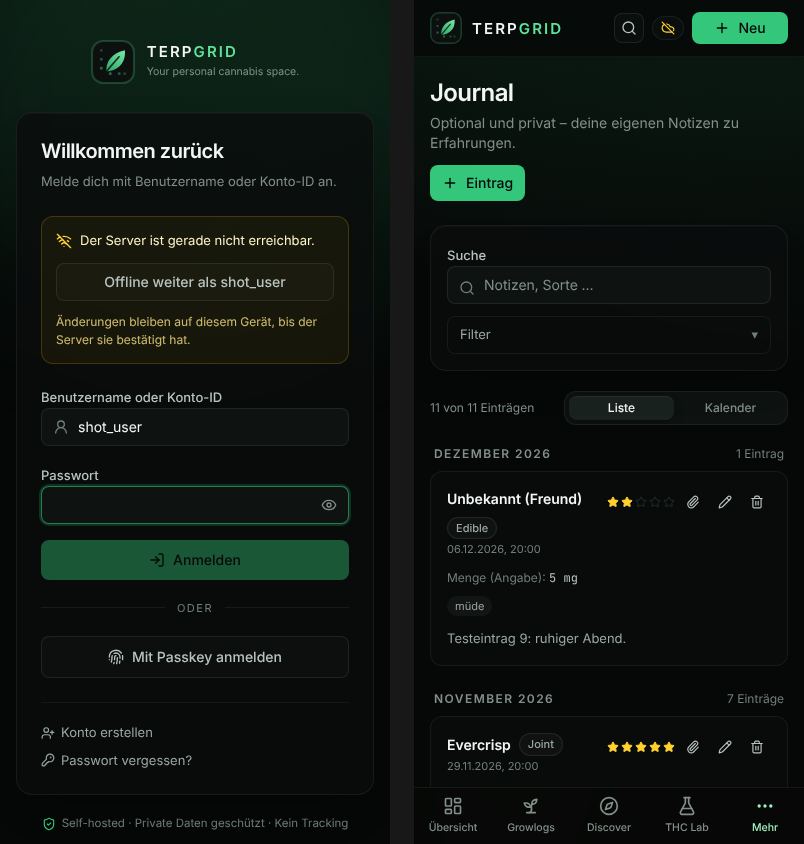 TERPGRID
Your personal cannabis space.
Willkommen zurück
Melde dich mit Benutzername oder Konto-ID an.
Der Server ist gerade nicht erreichbar.
Offline weiter als shot_user
Änderungen bleiben auf diesem Gerät, bis der
Server sie bestätigt hat.
Benutzername oder Konto-ID
shot_user
Passwort
Anmelden
ODER
Mit Passkey anmelden
Konto erstellen
Passwort vergessen?
Self-hosted · Private Daten geschützt · Kein Tracking
TERPGRID
Neu
Journal
Optional und privat – deine eigenen Notizen zu
Erfahrungen.
Eintrag
Suche
Notizen, Sorte ...
Filter
11 von 11 Einträgen
Liste
Kalender
DEZEMBER 2026
1 Eintrag
Unbekannt (Freund)
Edible
06.12.2026, 20:00
Menge (Angabe): 5 mg
müde
Testeintrag 9: ruhiger Abend.
NOVEMBER 2026
7 Einträge
Evercrisp
Joint
29.11.2026, 20:00
Übersicht
Growlogs
Discover
THC Lab
Mehr